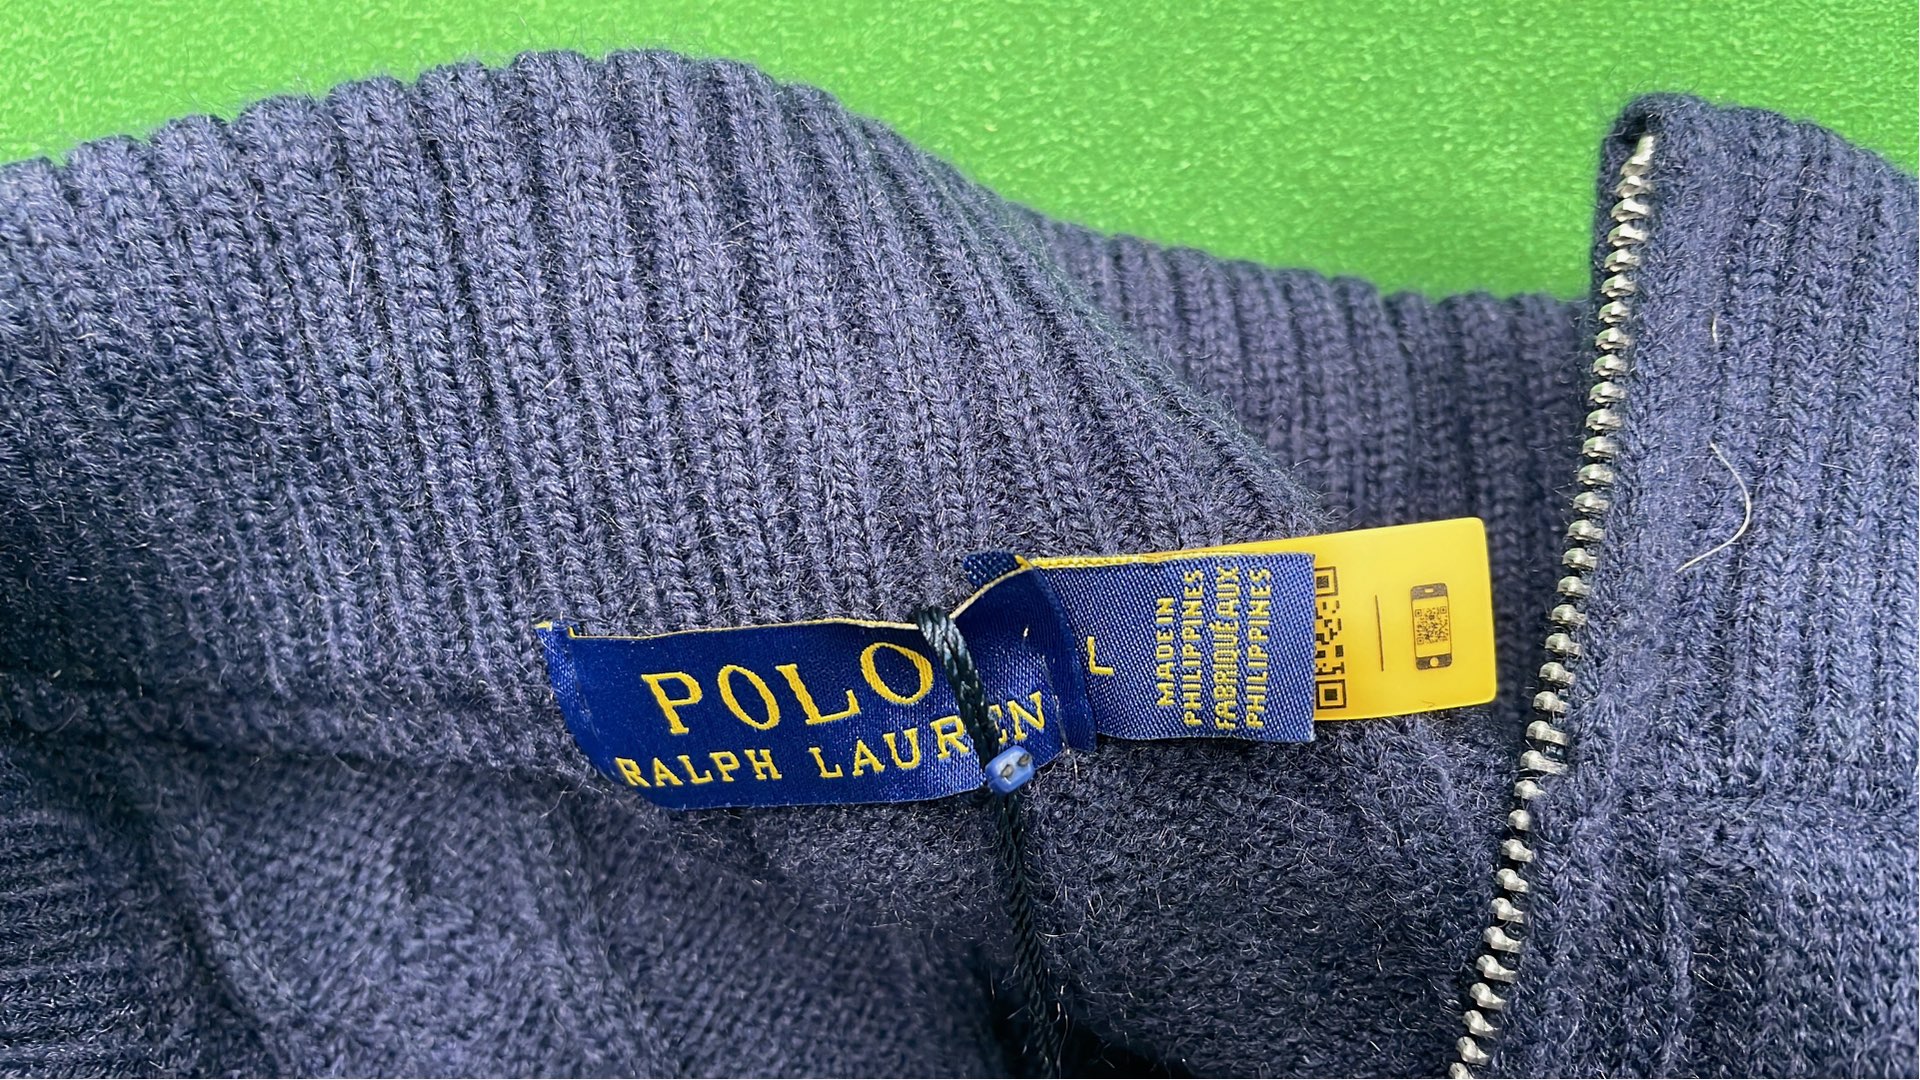 POLO
RALPH LAUREN
L
MADE IN
PHILIPPINES
FABRIQUÉ AUX
PHILIPPINES